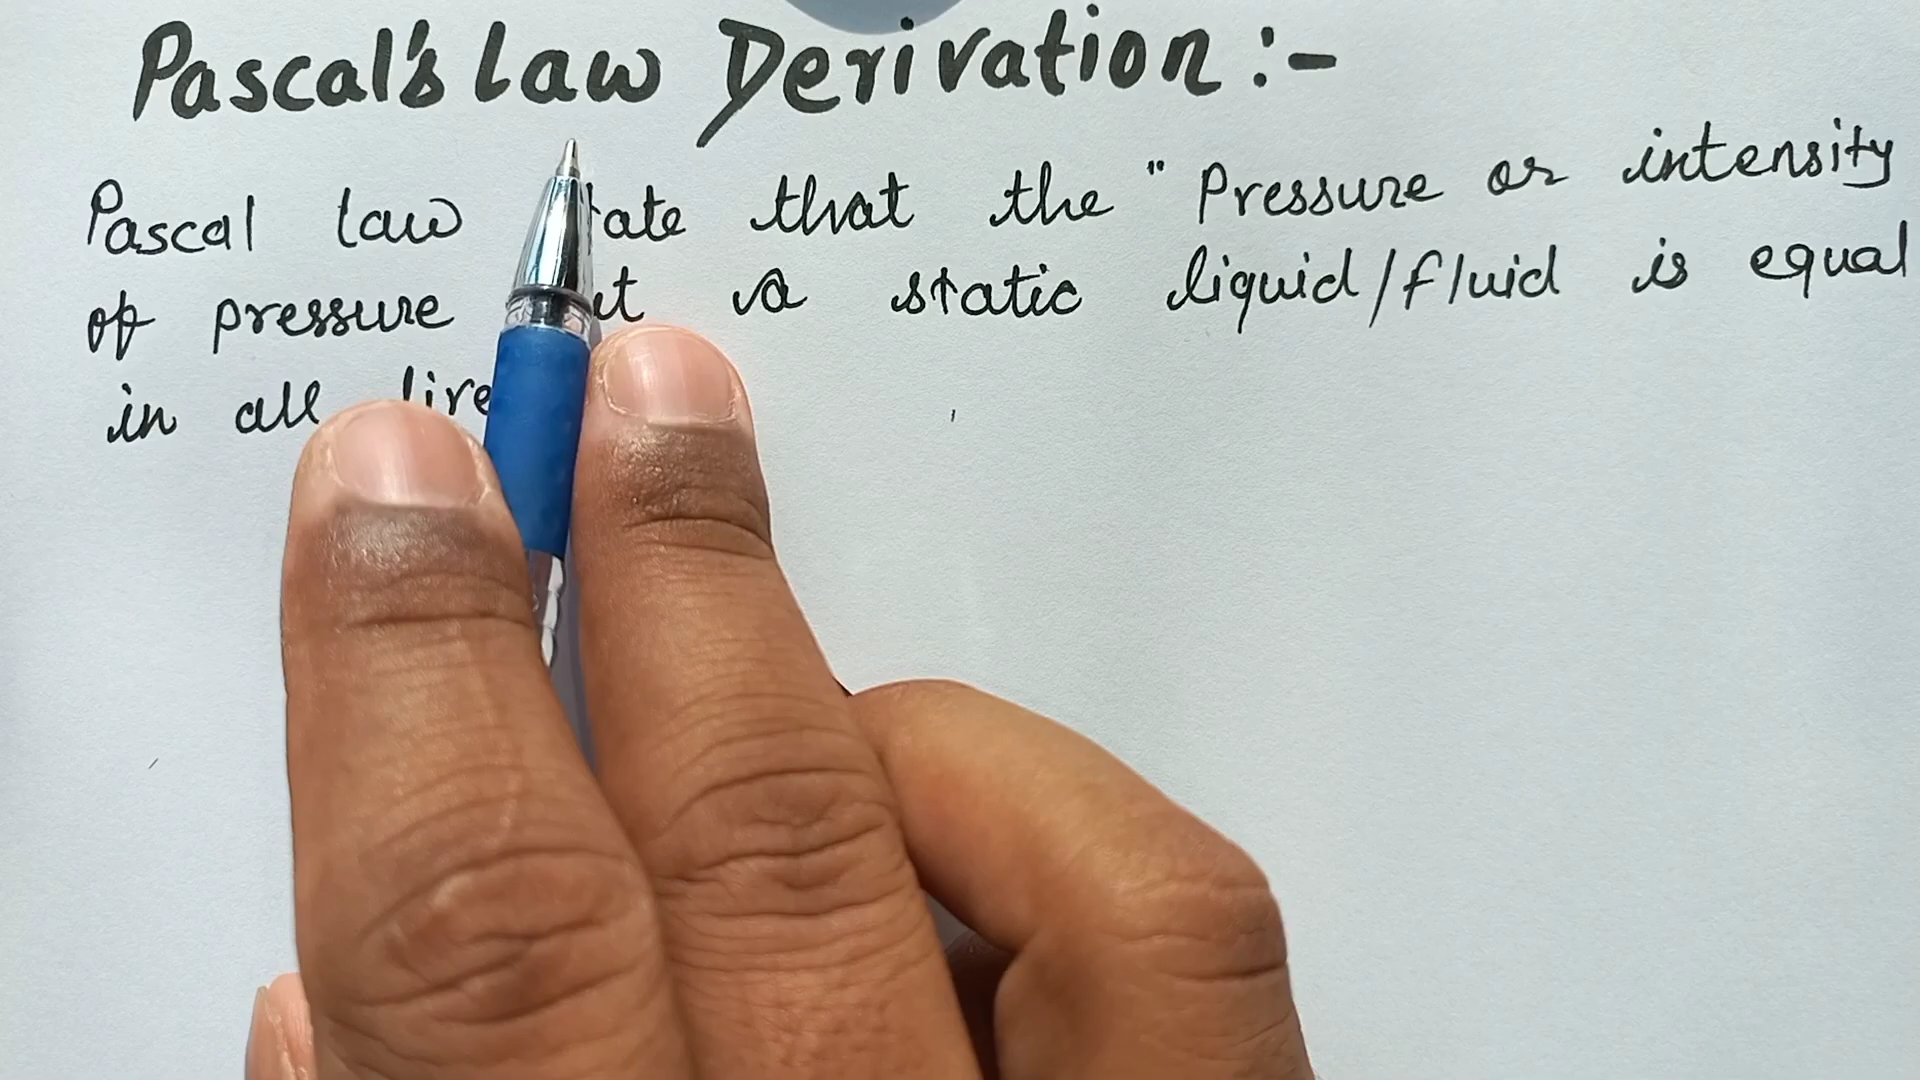 Pascal's Law Derivation :-
Pascal law that the " Pressure or intensity
of pressure a static liquid/fluid is equal
in all